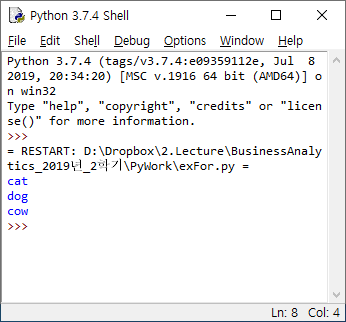 Python 3.7.4 Shell
File Edit Shell Debug Options Window Help
Python 3.7.4 (tags/v3.7.4:e09359112e, Jul  8
2019, 20:34:20) [MSC v.1916 64 bit (AMD64)] o
n win32
Type "help", "copyright", "credits" or "licen
se()" for more information.
>>>
= RESTART: D:\Dropbox\2.Lecture\BusinessAnaly
tics_2019년_2학기\PyWork\exFor.py =
cat
dog
cow
>>>
Ln: 8 Col: 4